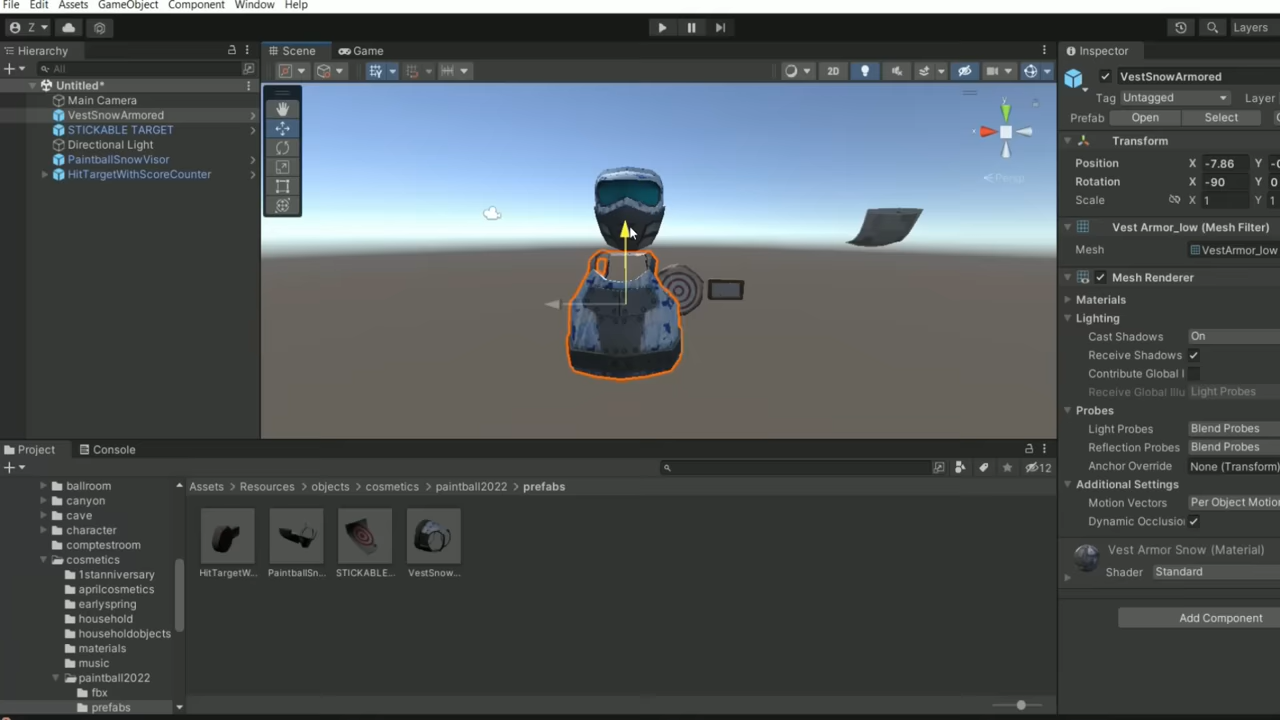 File Edit Assets GameObject Component Window Help
Z Layers
Hierarchy
Scene Game
Inspector
All
2D
Untitled*
Main Camera
VestSnowArmored
STICKABLE TARGET
Directional Light
PaintballSnowVisor
HitTargetWithScoreCounter
y
x
Persp
VestSnowArmored
Tag Untagged Layer
Prefab Open Select
Transform
Position X -7.86 Y -0
Rotation X -90 Y 0
Scale X 1 Y 1
Vest Armor_low (Mesh Filter)
Mesh VestArmor_low
Mesh Renderer
Materials
Lighting
Cast Shadows On
Receive Shadows
Contribute Global I
Receive Global Illu Light Probes
Probes
Light Probes Blend Probes
Reflection Probes Blend Probes
Anchor Override None (Transform)
Additional Settings
Motion Vectors Per Object Motion
Dynamic Occlusion
Vest Armor Snow (Material)
Shader Standard
Add Component
Project Console
12
Assets > Resources > objects > cosmetics > paintball2022 > prefabs
ballroom
canyon
cave
character
comptestroom
cosmetics
1stanniversary
aprilcosmetics
earlyspring
household
householdobjects
materials
music
paintball2022
fbx
prefabs
HitTargetW... PaintballSn... STICKABLE... VestSnow...